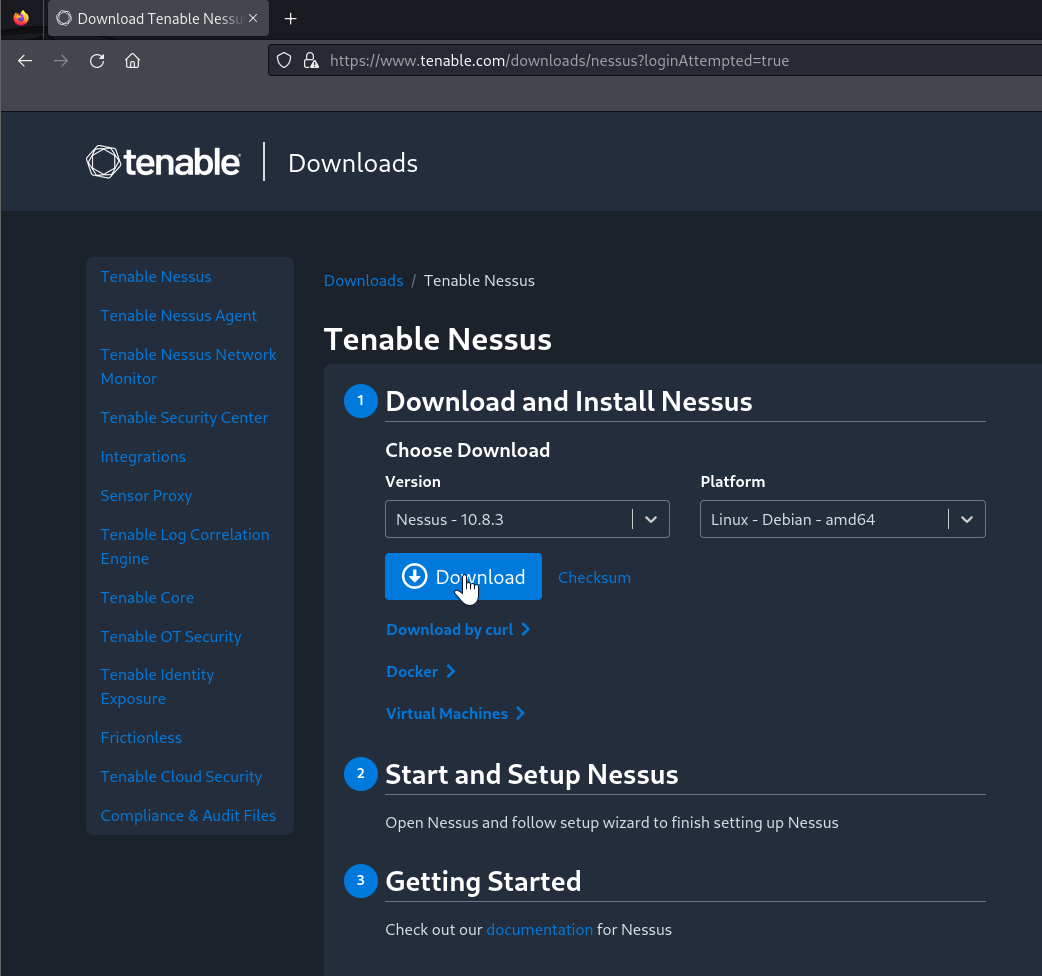 Download Tenable Nessu
https://www.tenable.com/downloads/nessus?loginAttempted=true
tenable Downloads
Tenable Nessus
Tenable Nessus Agent
Tenable Nessus Network
Monitor
Tenable Security Center
Integrations
Sensor Proxy
Tenable Log Correlation
Engine
Tenable Core
Tenable OT Security
Tenable Identity
Exposure
Frictionless
Tenable Cloud Security
Compliance & Audit Files
Downloads / Tenable Nessus
Tenable Nessus
1 Download and Install Nessus
Choose Download
Version Platform
Nessus - 10.8.3 Linux - Debian - amd64
Download Checksum
Download by curl
Docker
Virtual Machines
2 Start and Setup Nessus
Open Nessus and follow setup wizard to finish setting up Nessus
3 Getting Started
Check out our documentation for Nessus